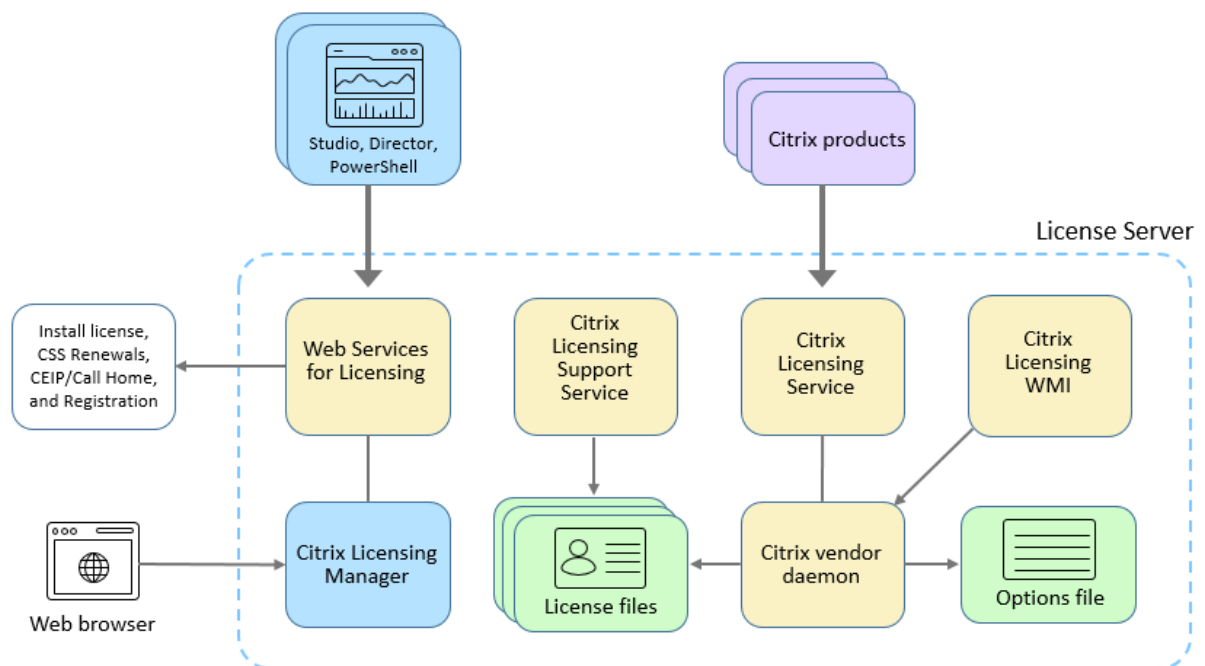 Studio, Director,
PowerShell
Citrix products
License Server
Install license,
CSS Renewals,
CEIP/Call Home,
and Registration
Web Services
for Licensing
Citrix
Licensing
Support
Service
Citrix
Licensing
Service
Citrix
Licensing
WMI
Web browser
Citrix Licensing
Manager
License files
Citrix vendor
daemon
Options file